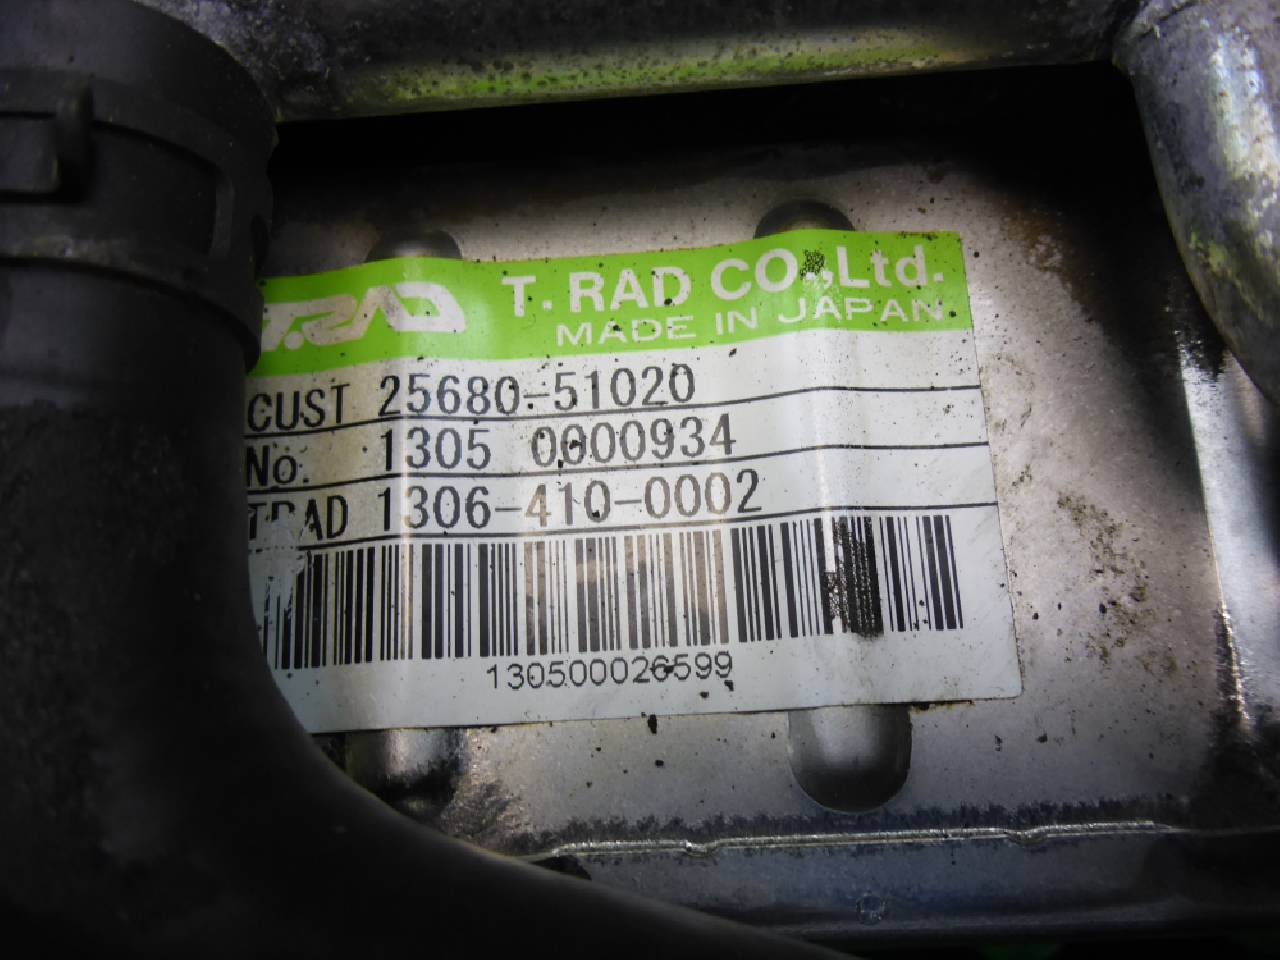 T.RAD T.RAD CO.,Ltd.
MADE IN JAPAN
CUST 25680-51020
No. 1305 0000934
TRAD 1306-410-0002
130500026599